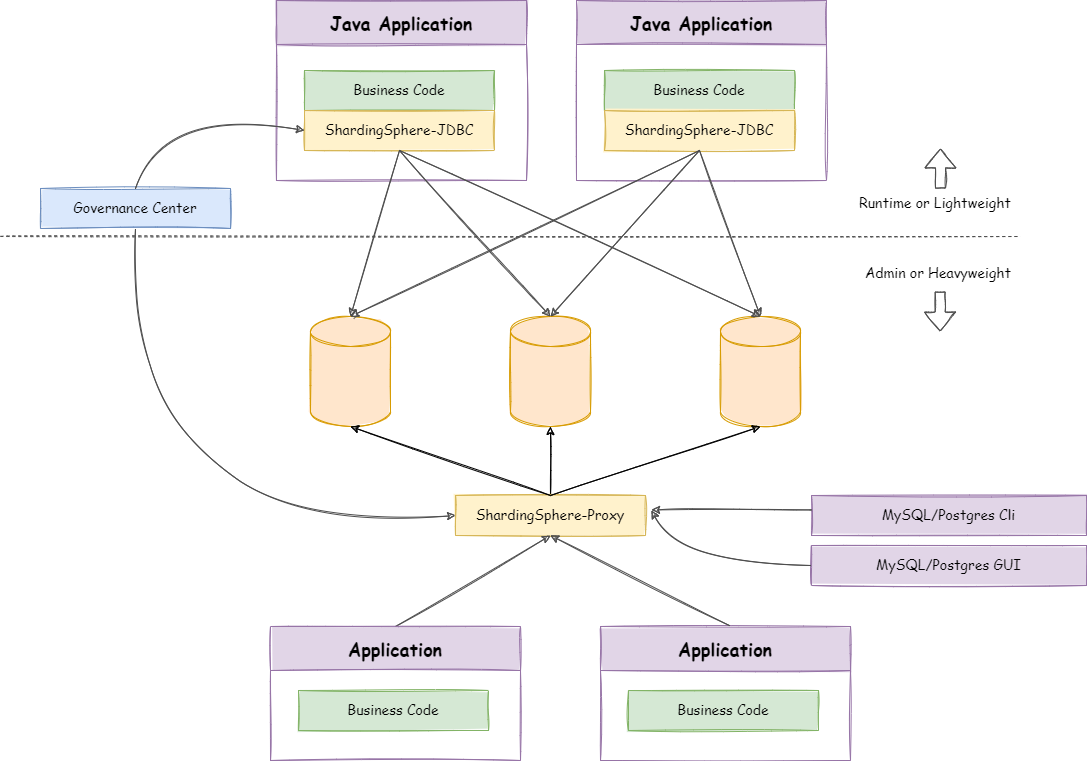 Java Application
Java Application
Business Code
Business Code
ShardingSphere-JDBC
ShardingSphere-JDBC
Governance Center
Runtime or Lightweight
Admin or Heavyweight
ShardingSphere-Proxy
MySQL/Postgres Cli
MySQL/Postgres GUI
Application
Application
Business Code
Business Code